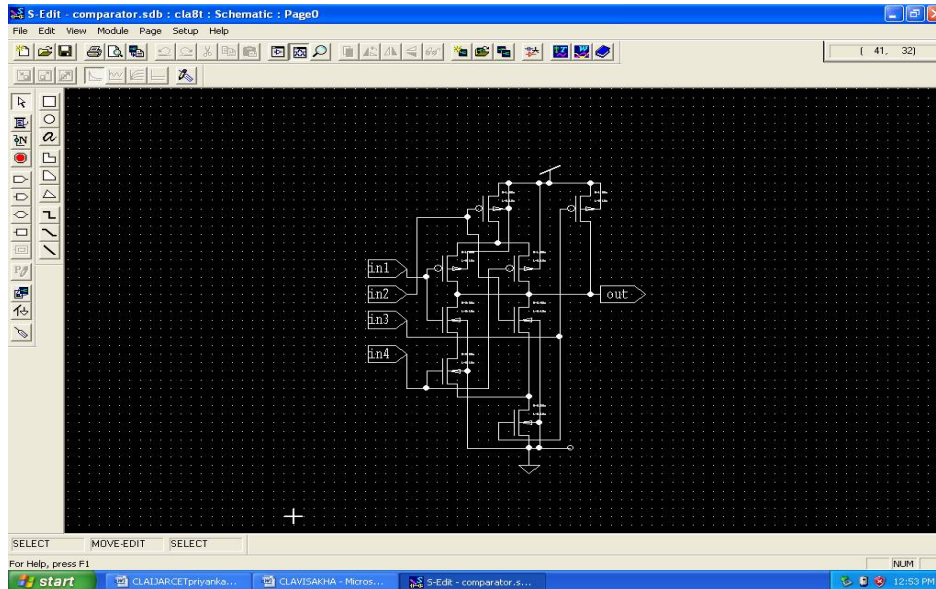 S-Edit - comparator.sdb : cla8t : Schematic : Page0
File Edit View Module Page Setup Help
( 41, 32)
in1
in2
out
in3
in4
SELECT MOVE-EDIT SELECT
For Help, press F1
NUM
start CLAIJARCETpriyanka... CLAVISAKHA - Micros... S-Edit - comparator.s... 12:53 PM